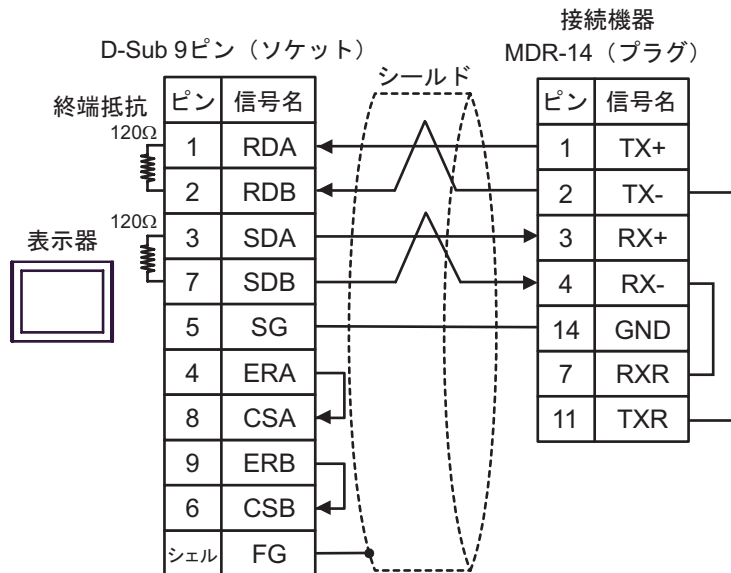 接続機器
D-Sub 9ピン（ソケット）
MDR-14（プラグ）
シールド
終端抵抗
ピン 信号名
ピン 信号名
120Ω
1 RDA
1 TX+
2 RDB
2 TX-
120Ω
表示器
3 SDA
3 RX+
7 SDB
4 RX-
5 SG
14 GND
4 ERA
7 RXR
8 CSA
11 TXR
9 ERB
6 CSB
シェル FG